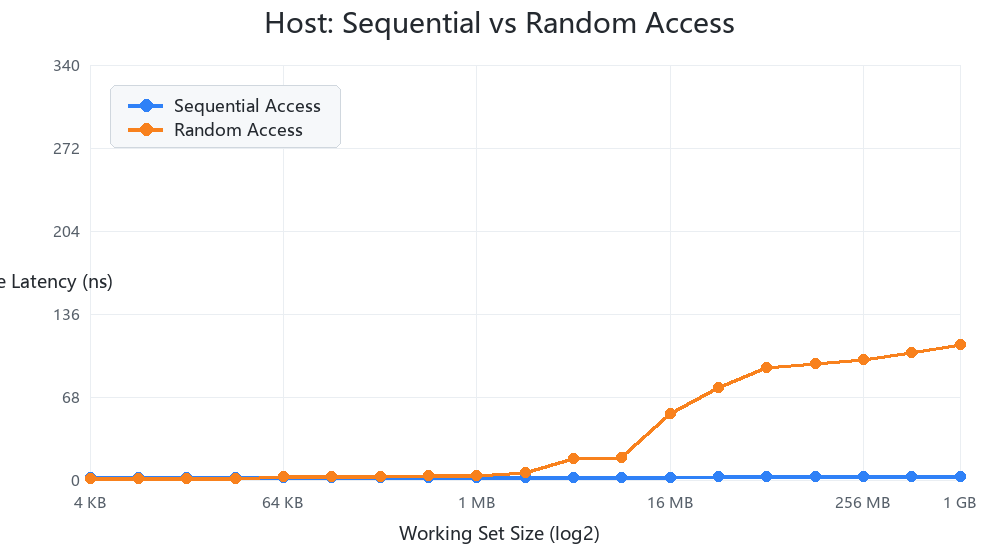 Host: Sequential vs Random Access
340
Sequential Access
Random Access
272
204
Latency (ns)
136
68
0
4 KB 64 KB 1 MB 16 MB 256 MB 1 GB
Working Set Size (log2)